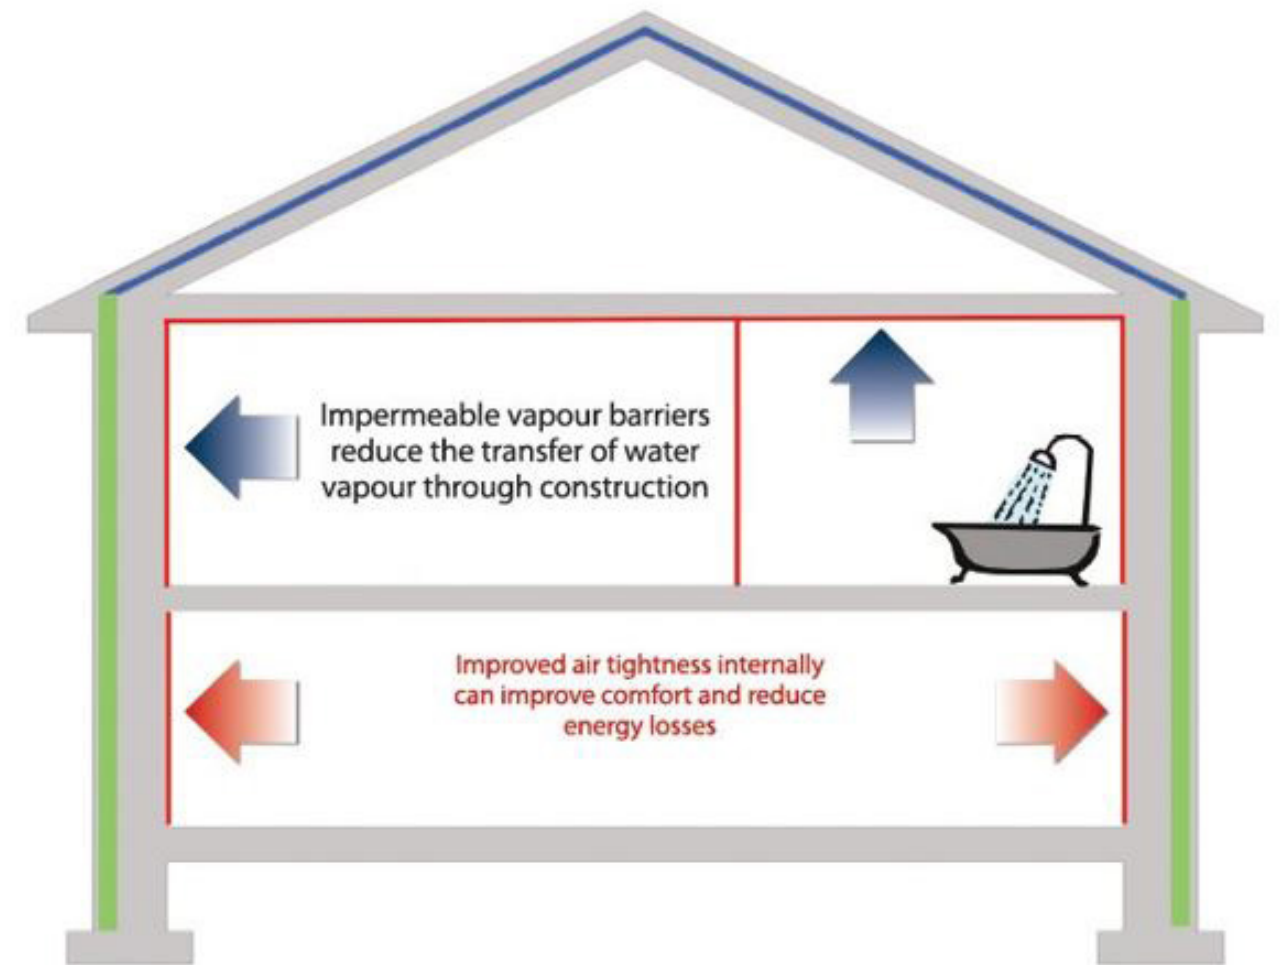 Impermeable vapour barriers
reduce the transfer of water
vapour through construction
Improved air tightness internally
can improve comfort and reduce
energy losses